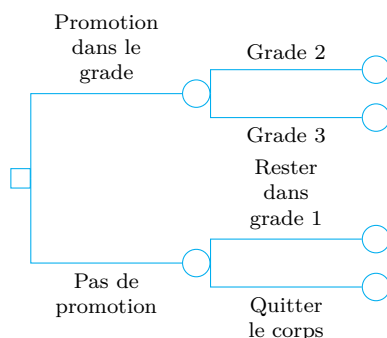 Promotion
dans le
grade
Grade 2
Grade 3
Rester
dans
grade 1
Pas de
promotion
Quitter
le corps